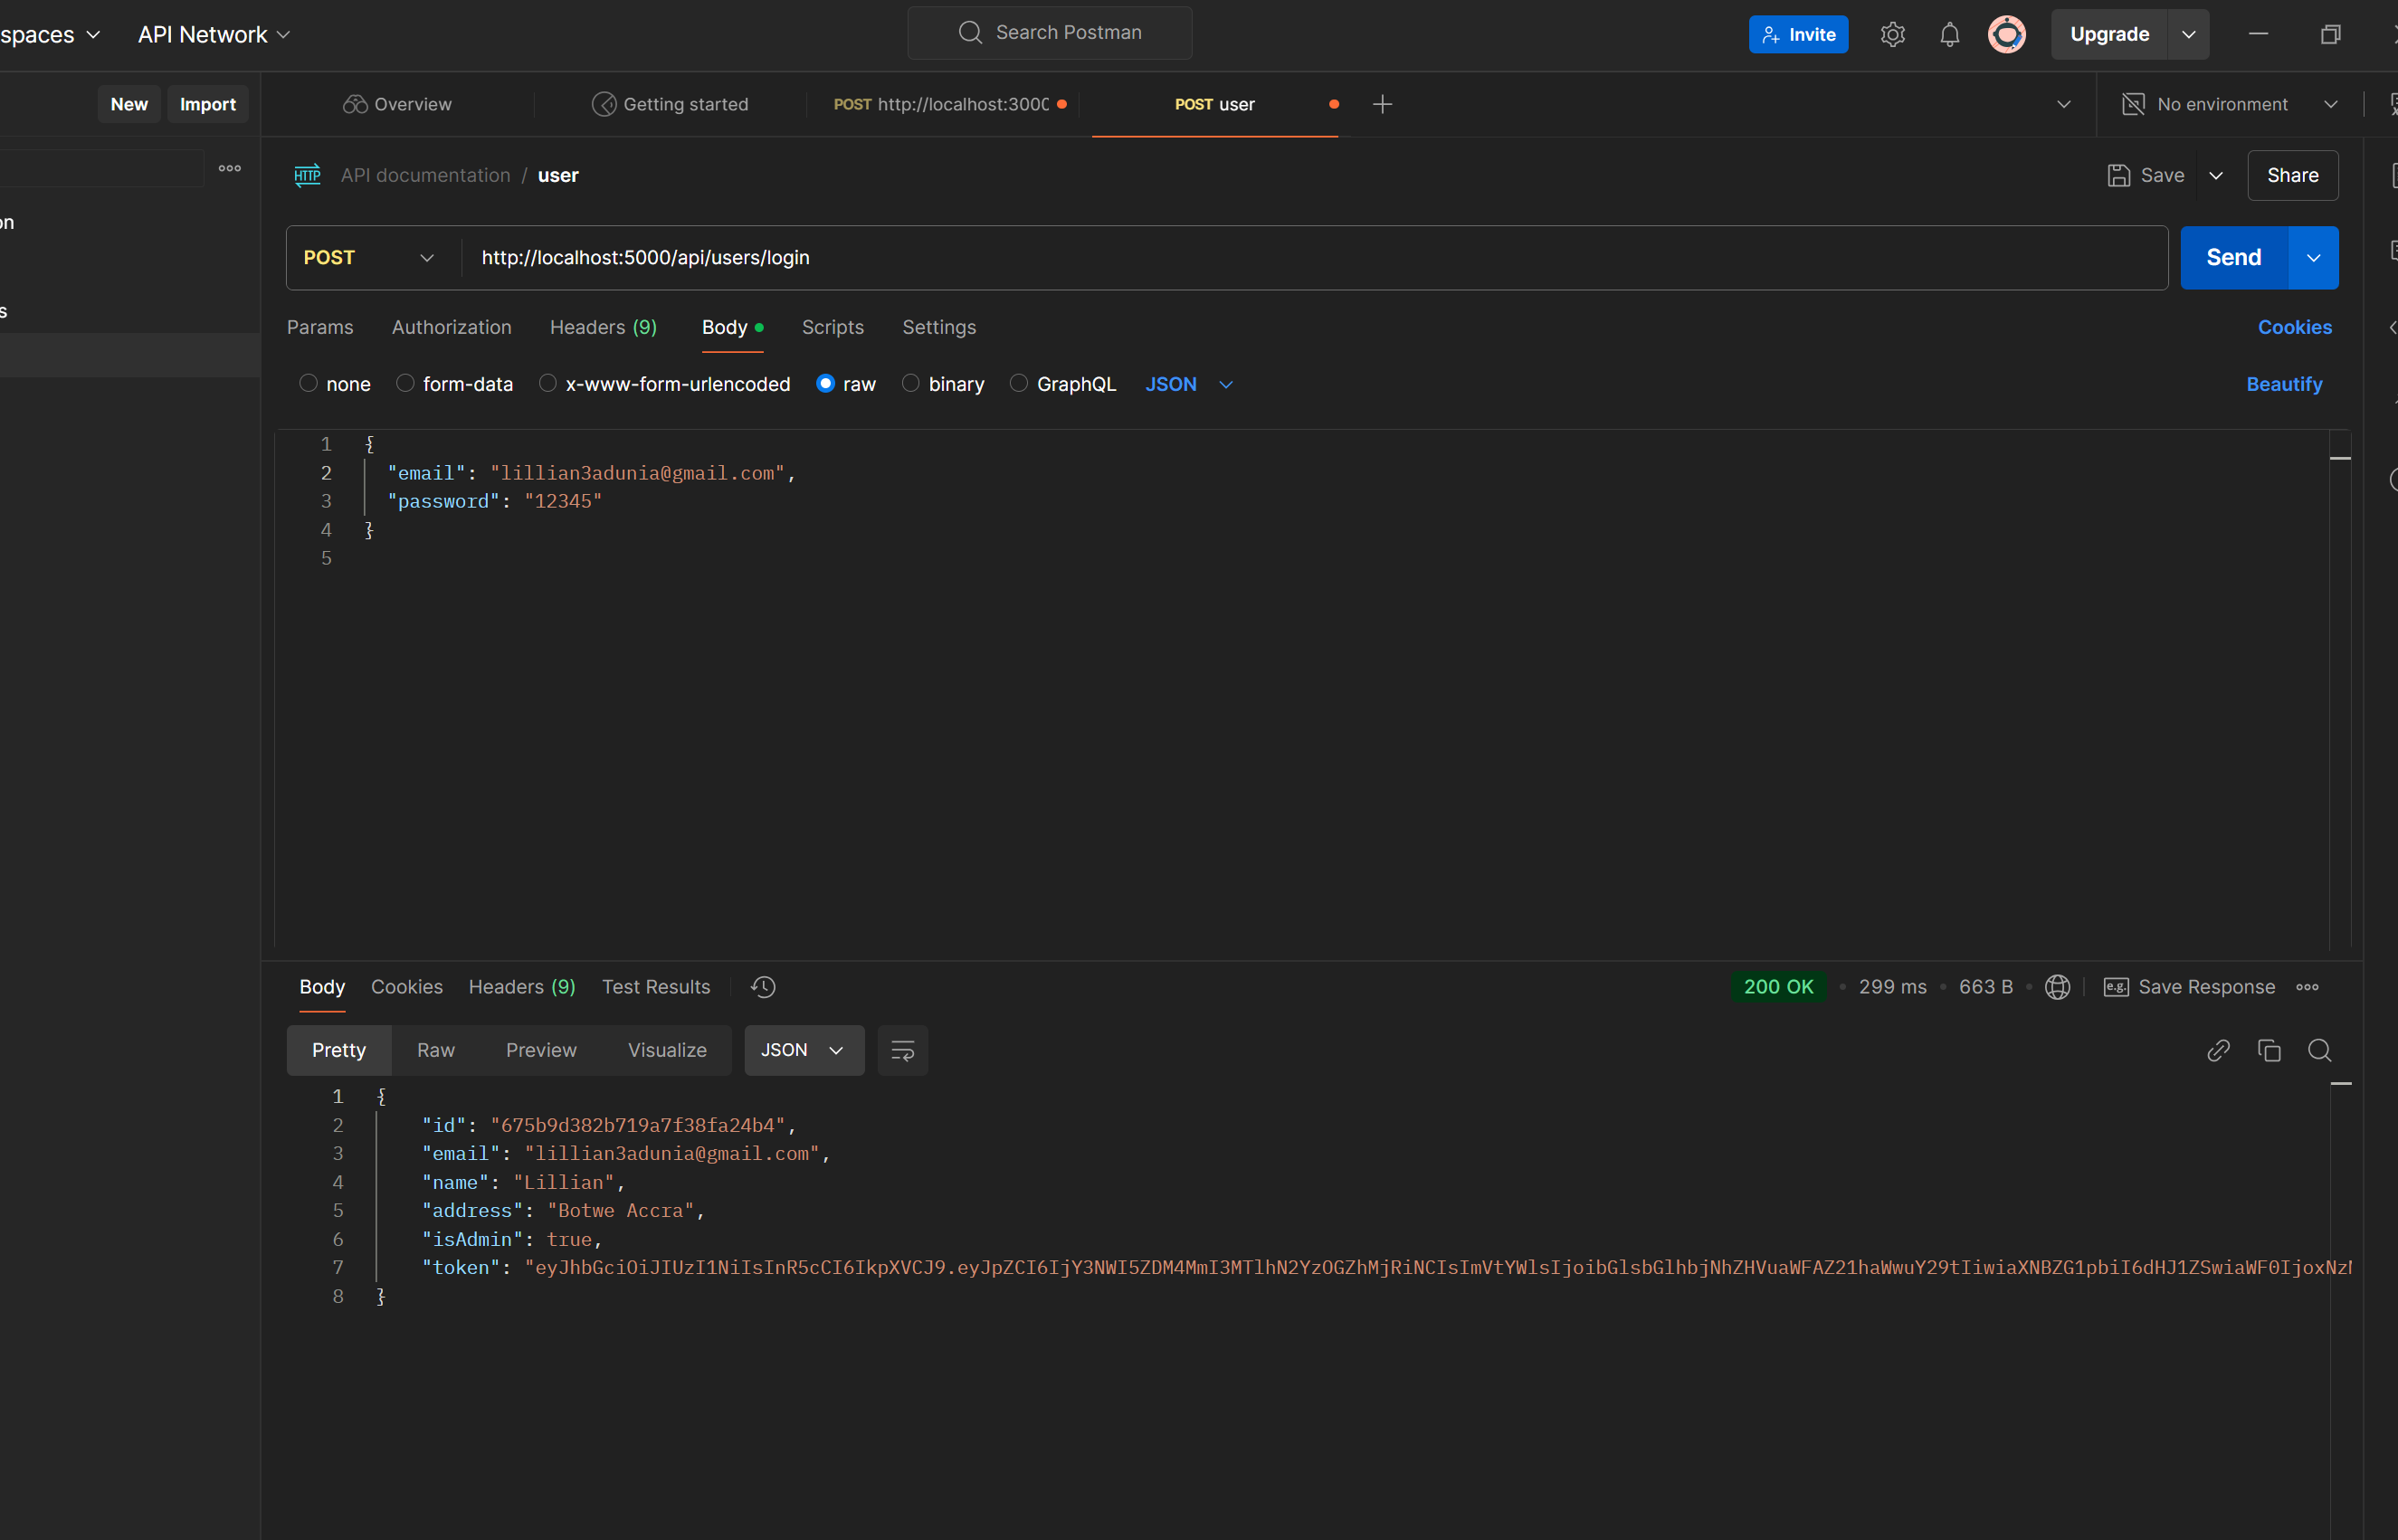 spaces
API Network
Search Postman
Invite
Upgrade
New
Import
Overview
Getting started
POST http://localhost:3000
POST user
No environment
on
s
HTTP
API documentation / user
Save
Share
POST
http://localhost:5000/api/users/login
Send
Params
Authorization
Headers (9)
Body
Scripts
Settings
Cookies
none
form-data
x-www-form-urlencoded
raw
binary
GraphQL
JSON
Beautify
1 {
2 "email": "lillian3adunia@gmail.com",
3 "password": "12345"
4 }
5
Body
Cookies
Headers (9)
Test Results
200 OK
299 ms
663 B
e.g.
Save Response
Pretty
Raw
Preview
Visualize
JSON
1 {
2 "id": "675b9d382b719a7f38fa24b4",
3 "email": "lillian3adunia@gmail.com",
4 "name": "Lillian",
5 "address": "Botwe Accra",
6 "isAdmin": true,
7 "token": "eyJhbGciOiJIUzI1NiIsInR5cCI6IkpXVCJ9.eyJpZCI6IjY3NWI5ZDM4MmI3MTlhN2YzOGZhMjRiNCIsImVtYWlsIjoibGlsbGlhbjNhZHVuaWFAZ21haWwuY29tIiwiaXNBZG1pbiI6dHJ1ZSwiaWF0IjoxNzM
8 }